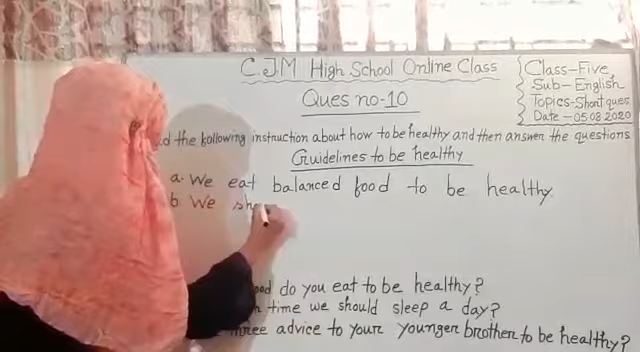 C.J.M High School Online Class
Class-Five
Sub-English
Topics-Short ques
Date-05.08.2020
Ques no-10
the following instruction about how to be healthy and then answer the questions
Guidelines to be healthy
a. We eat balanced food to be healthy.
b. We sh
do you eat to be healthy?
time we should sleep a day?
three advice to your younger brother to be healthy?